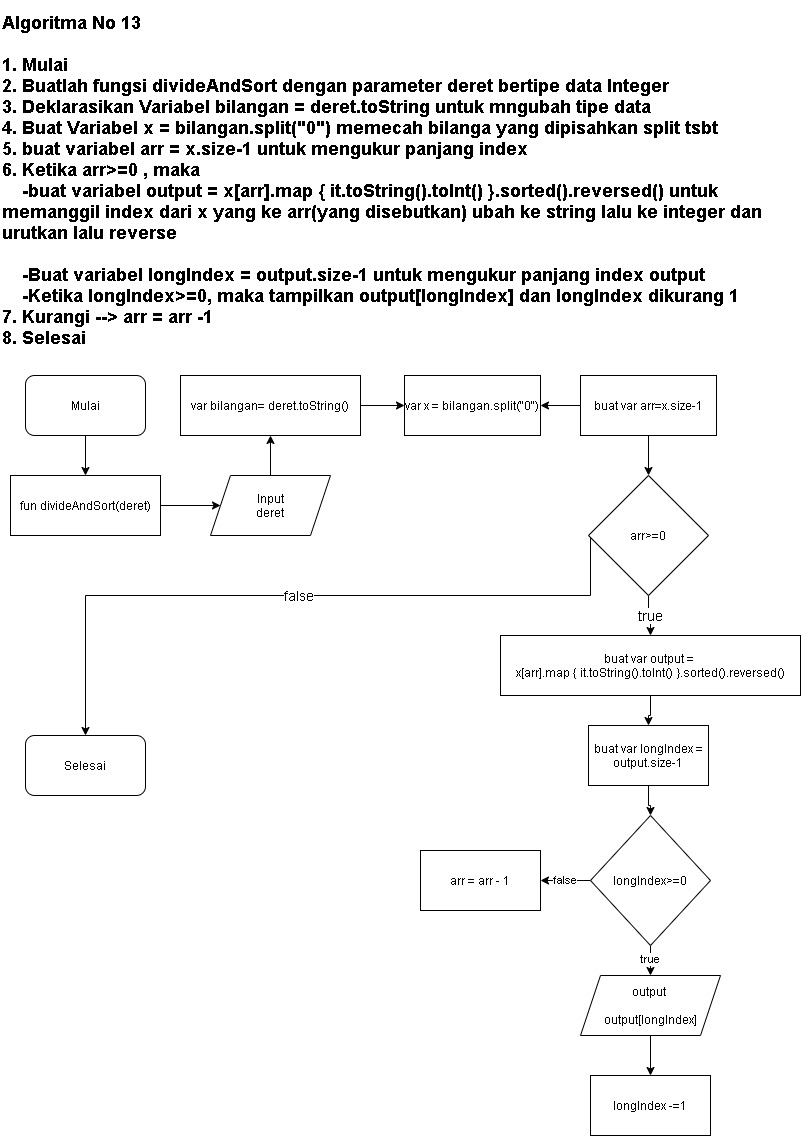 Algoritma No 13
1. Mulai
2. Buatlah fungsi divideAndSort dengan parameter deret bertipe data Integer
3. Deklarasikan Variabel bilangan = deret.toString untuk mngubah tipe data
4. Buat Variabel x = bilangan.split("0") memecah bilanga yang dipisahkan split tsbt
5. buat variabel arr = x.size-1 untuk mengukur panjang index
6. Ketika arr>=0 , maka
-buat variabel output = x[arr].map { it.toString().toInt() }.sorted().reversed() untuk
memanggil index dari x yang ke arr(yang disebutkan) ubah ke string lalu ke integer dan
urutkan lalu reverse
-Buat variabel longIndex = output.size-1 untuk mengukur panjang index output
-Ketika longIndex>=0, maka tampilkan output[longIndex] dan longIndex dikurang 1
7. Kurangi --> arr = arr -1
8. Selesai
Mulai
var bilangan= deret.toString()
var x = bilangan.split("0")
buat var arr=x.size-1
fun divideAndSort(deret)
Input
deret
arr>=0
false
true
buat var output =
x[arr].map { it.toString().toInt() }.sorted().reversed()
Selesai
buat var longIndex =
output.size-1
arr = arr - 1
false
longIndex>=0
true
output
output[longIndex]
longIndex -=1